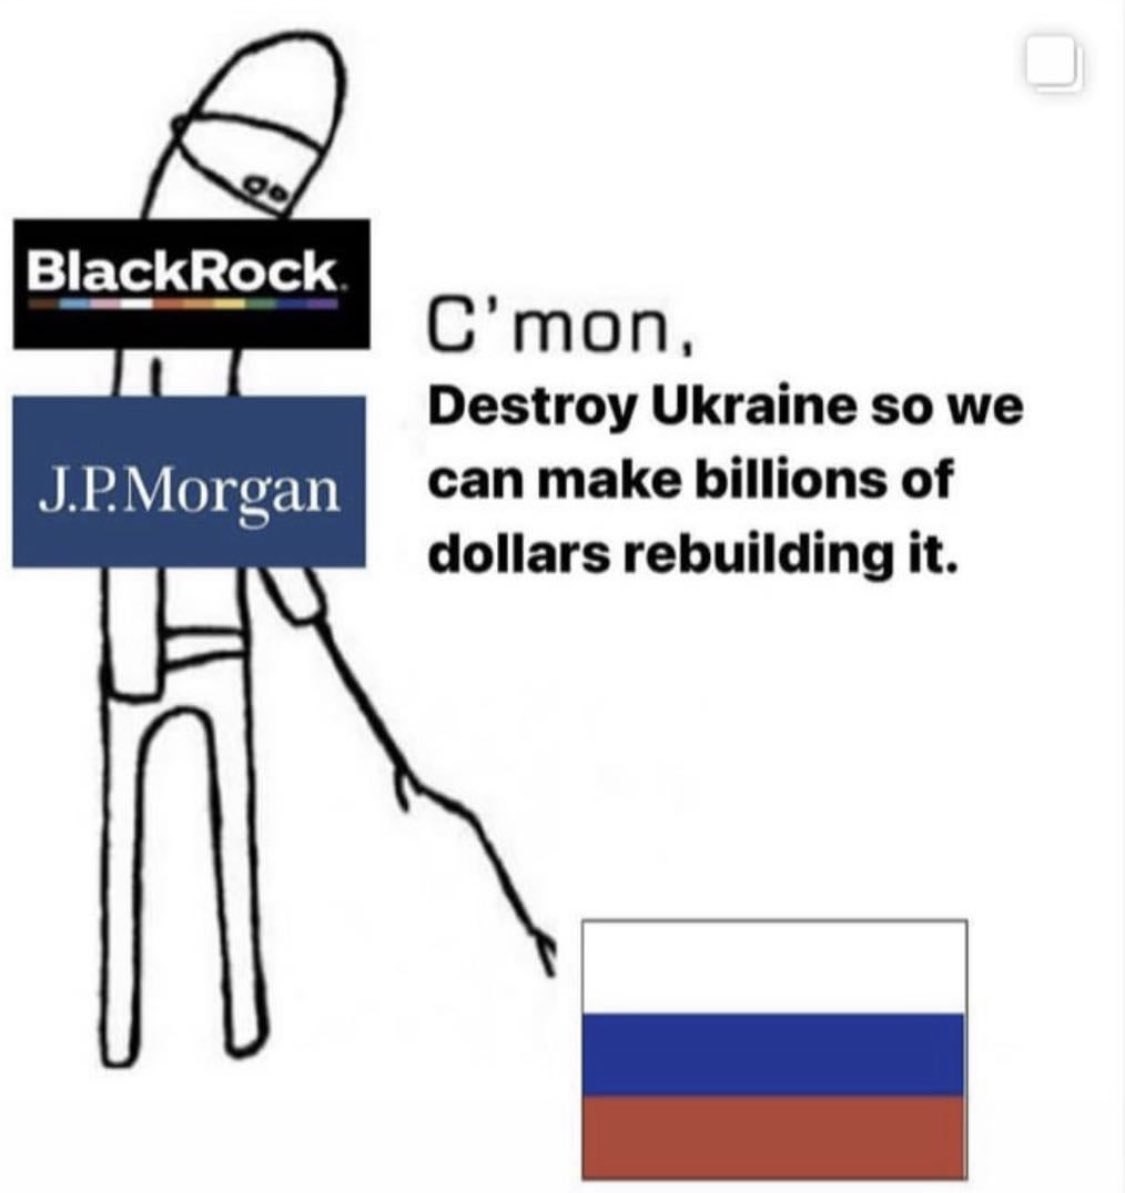 BlackRock.
J.P.Morgan
C'mon,
Destroy Ukraine so we
can make billions of
dollars rebuilding it.